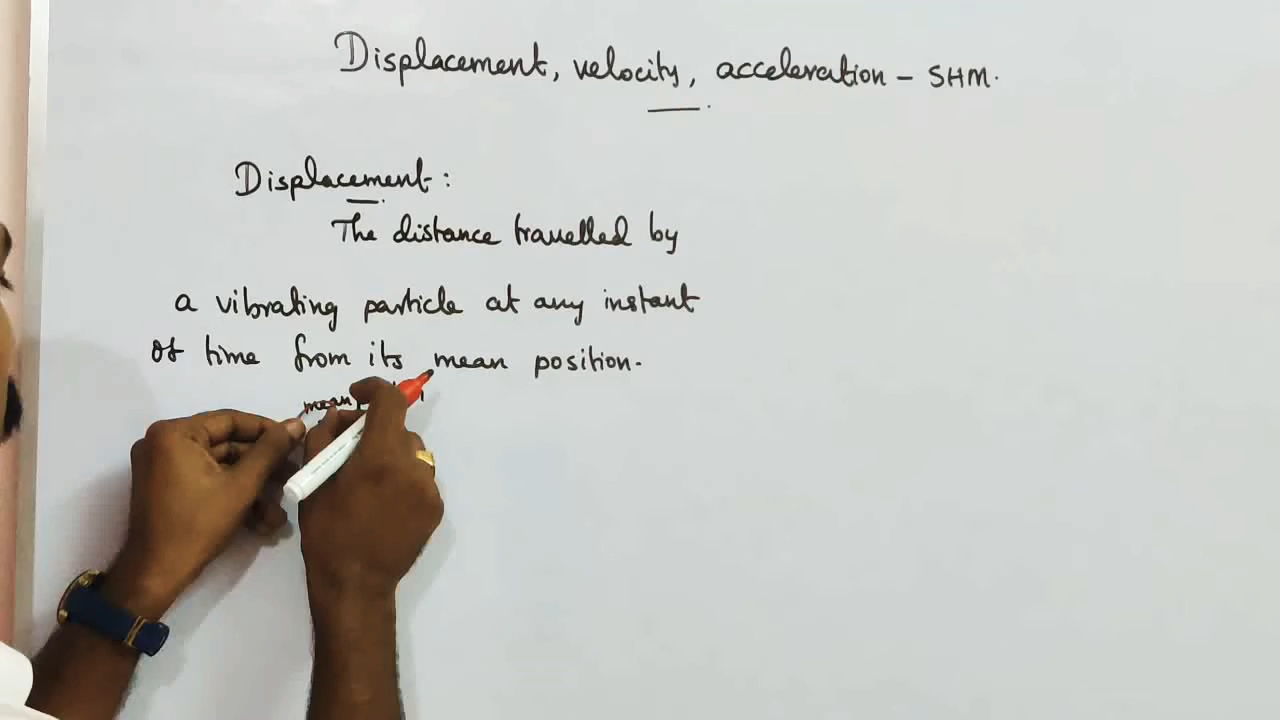 Displacement, velocity, acceleration - SHM.
Displacement:
The distance travelled by
a vibrating particle at any instant
of time from its mean position.
mean